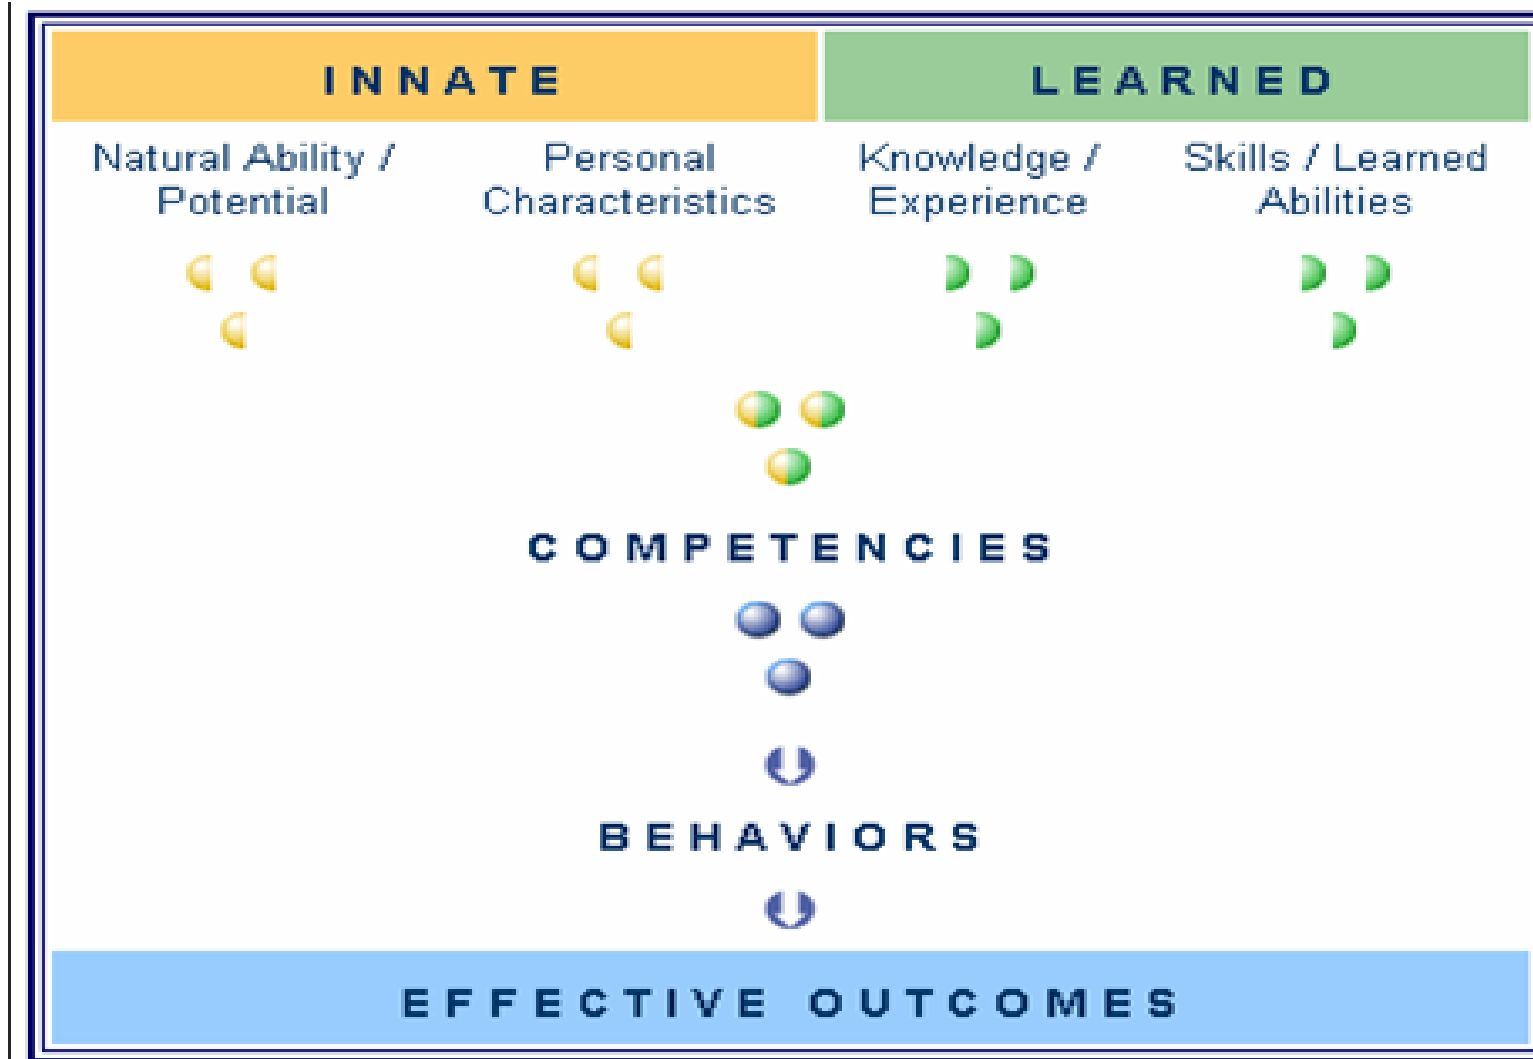 INNATE
LEARNED
Natural Ability /
Potential
Personal
Characteristics
Knowledge /
Experience
Skills / Learned
Abilities
COMPETENCIES
BEHAVIORS
EFFECTIVE OUTCOMES